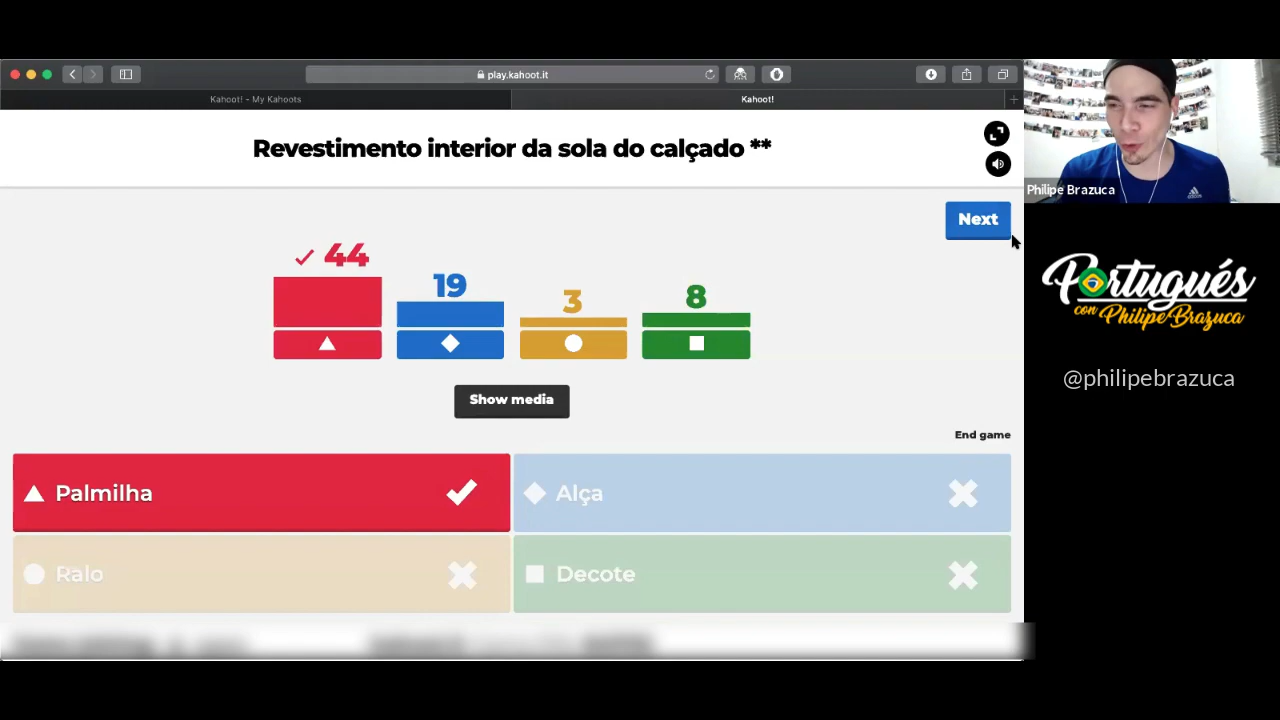 play.kahoot.it
Kahoot! - My Kahoots
Kahoot!
Revestimento interior da sola do calçado **
Philipe Brazuca
Next
44
19
3
8
Portugués
con Philipe Brazuca
@philipebrazuca
Show media
End game
Palmilha
Alça
Ralo
Decote